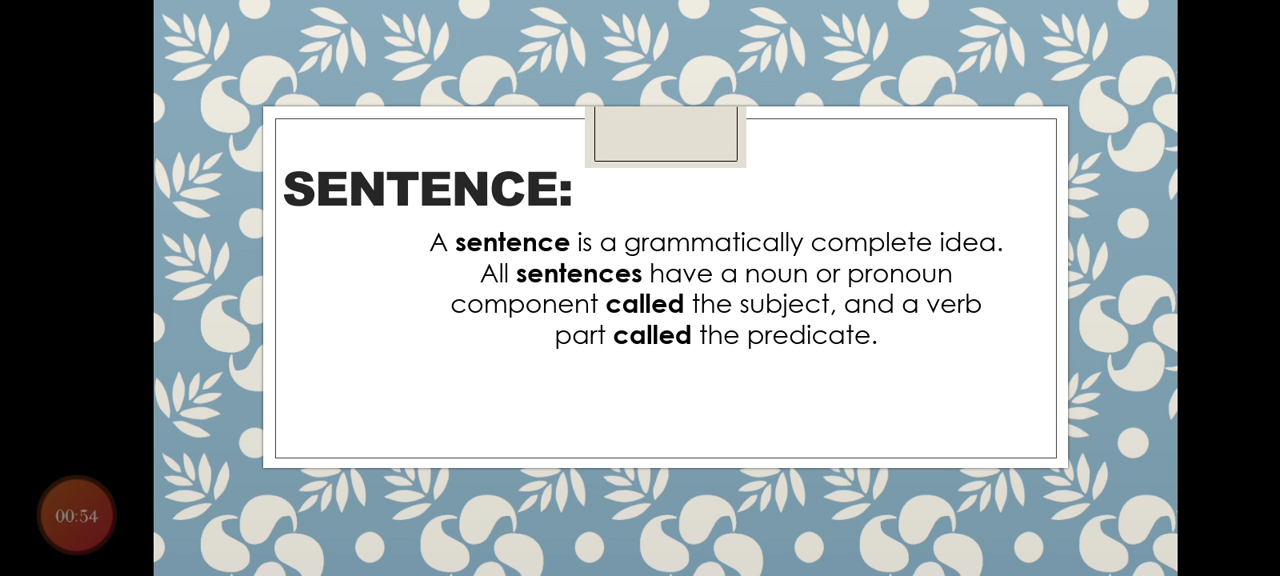 SENTENCE:
A sentence is a grammatically complete idea.
All sentences have a noun or pronoun
component called the subject, and a verb
part called the predicate.
00:54